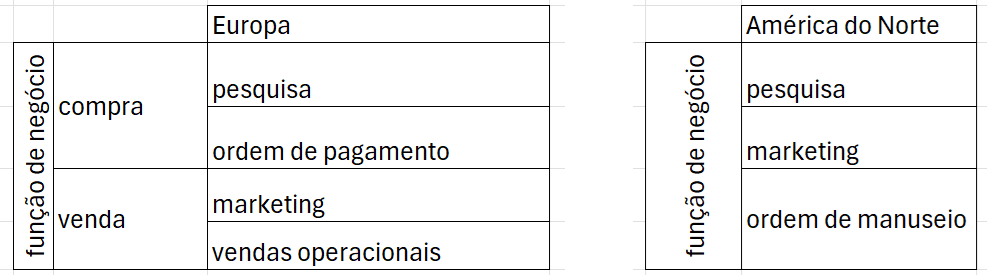 Europa
função de negócio
compra
pesquisa
ordem de pagamento
venda
marketing
vendas operacionais
América do Norte
função de negócio
pesquisa
marketing
ordem de manuseio